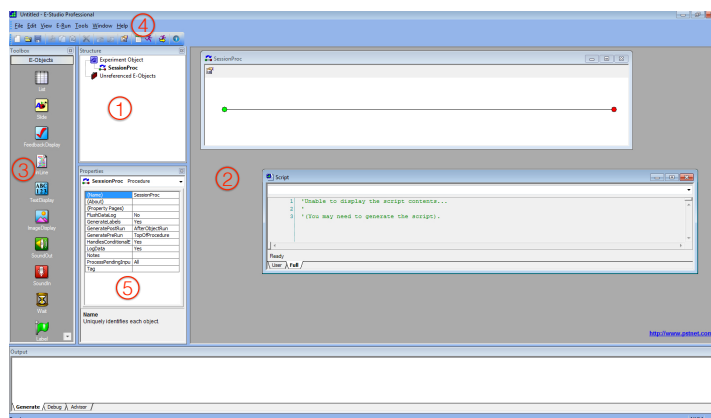 Untitled - E-Studio Professional
File Edit View E-Run Tools Window Help
4
Toolbox
E-Objects
List
Slide
FeedbackDisplay
3
TextDisplay
ImageDisplay
SoundOut
SoundIn
Wait
Label
Structure
Experiment Object
SessionProc
Unreferenced E-Objects
1
Properties
SessionProc Procedure
(Name) SessionProc
(About)
(Property Pages)
FlushDataLog No
GenerateLabels Yes
GeneratePostRun AfterObjectRun
GeneratePreRun TopOfProcedure
HandlesConditionalE Yes
LogData Yes
Notes
ProcessPendingInpu All
Tag
5
Name
Uniquely identifies each object.
SessionProc
2
Script
1 'Unable to display the script contents...
2 '
3 '(You may need to generate the script).
Ready
User Full
http://www.pstnet.com
Output
Generate Debug Advisor